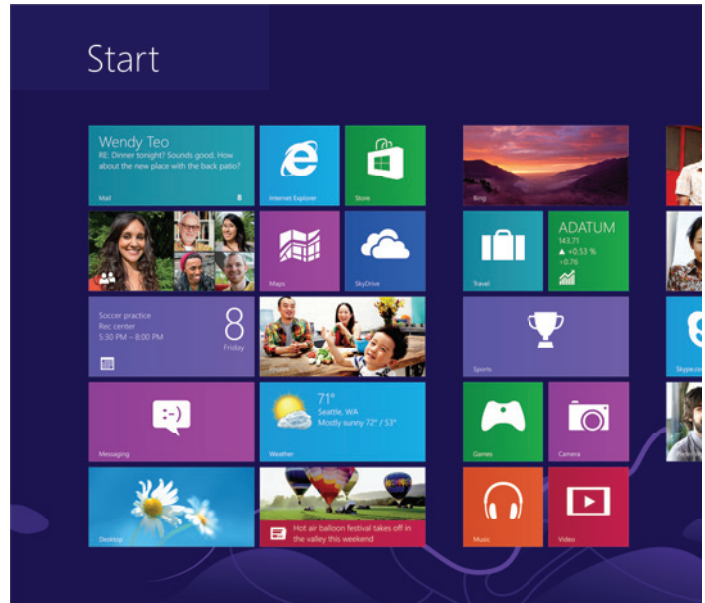 Start
Wendy Teo
RE: Dinner tonight? Sounds good. How
about the new place with the back patio?
Mail
8
Internet Explorer
Store
Bing
Maps
SkyDrive
Travel
ADATUM
143.71
▲ +0.53 %
+0.76
Soccer practice
Rec center
5:30 PM – 8:00 PM
8
Friday
Photos
Sports
Skype
:-)
Messaging
71°
Seattle, WA
Mostly sunny 72° / 53°
Weather
Games
Camera
Desktop
Hot air balloon festival takes off in
the valley this weekend
Music
Video